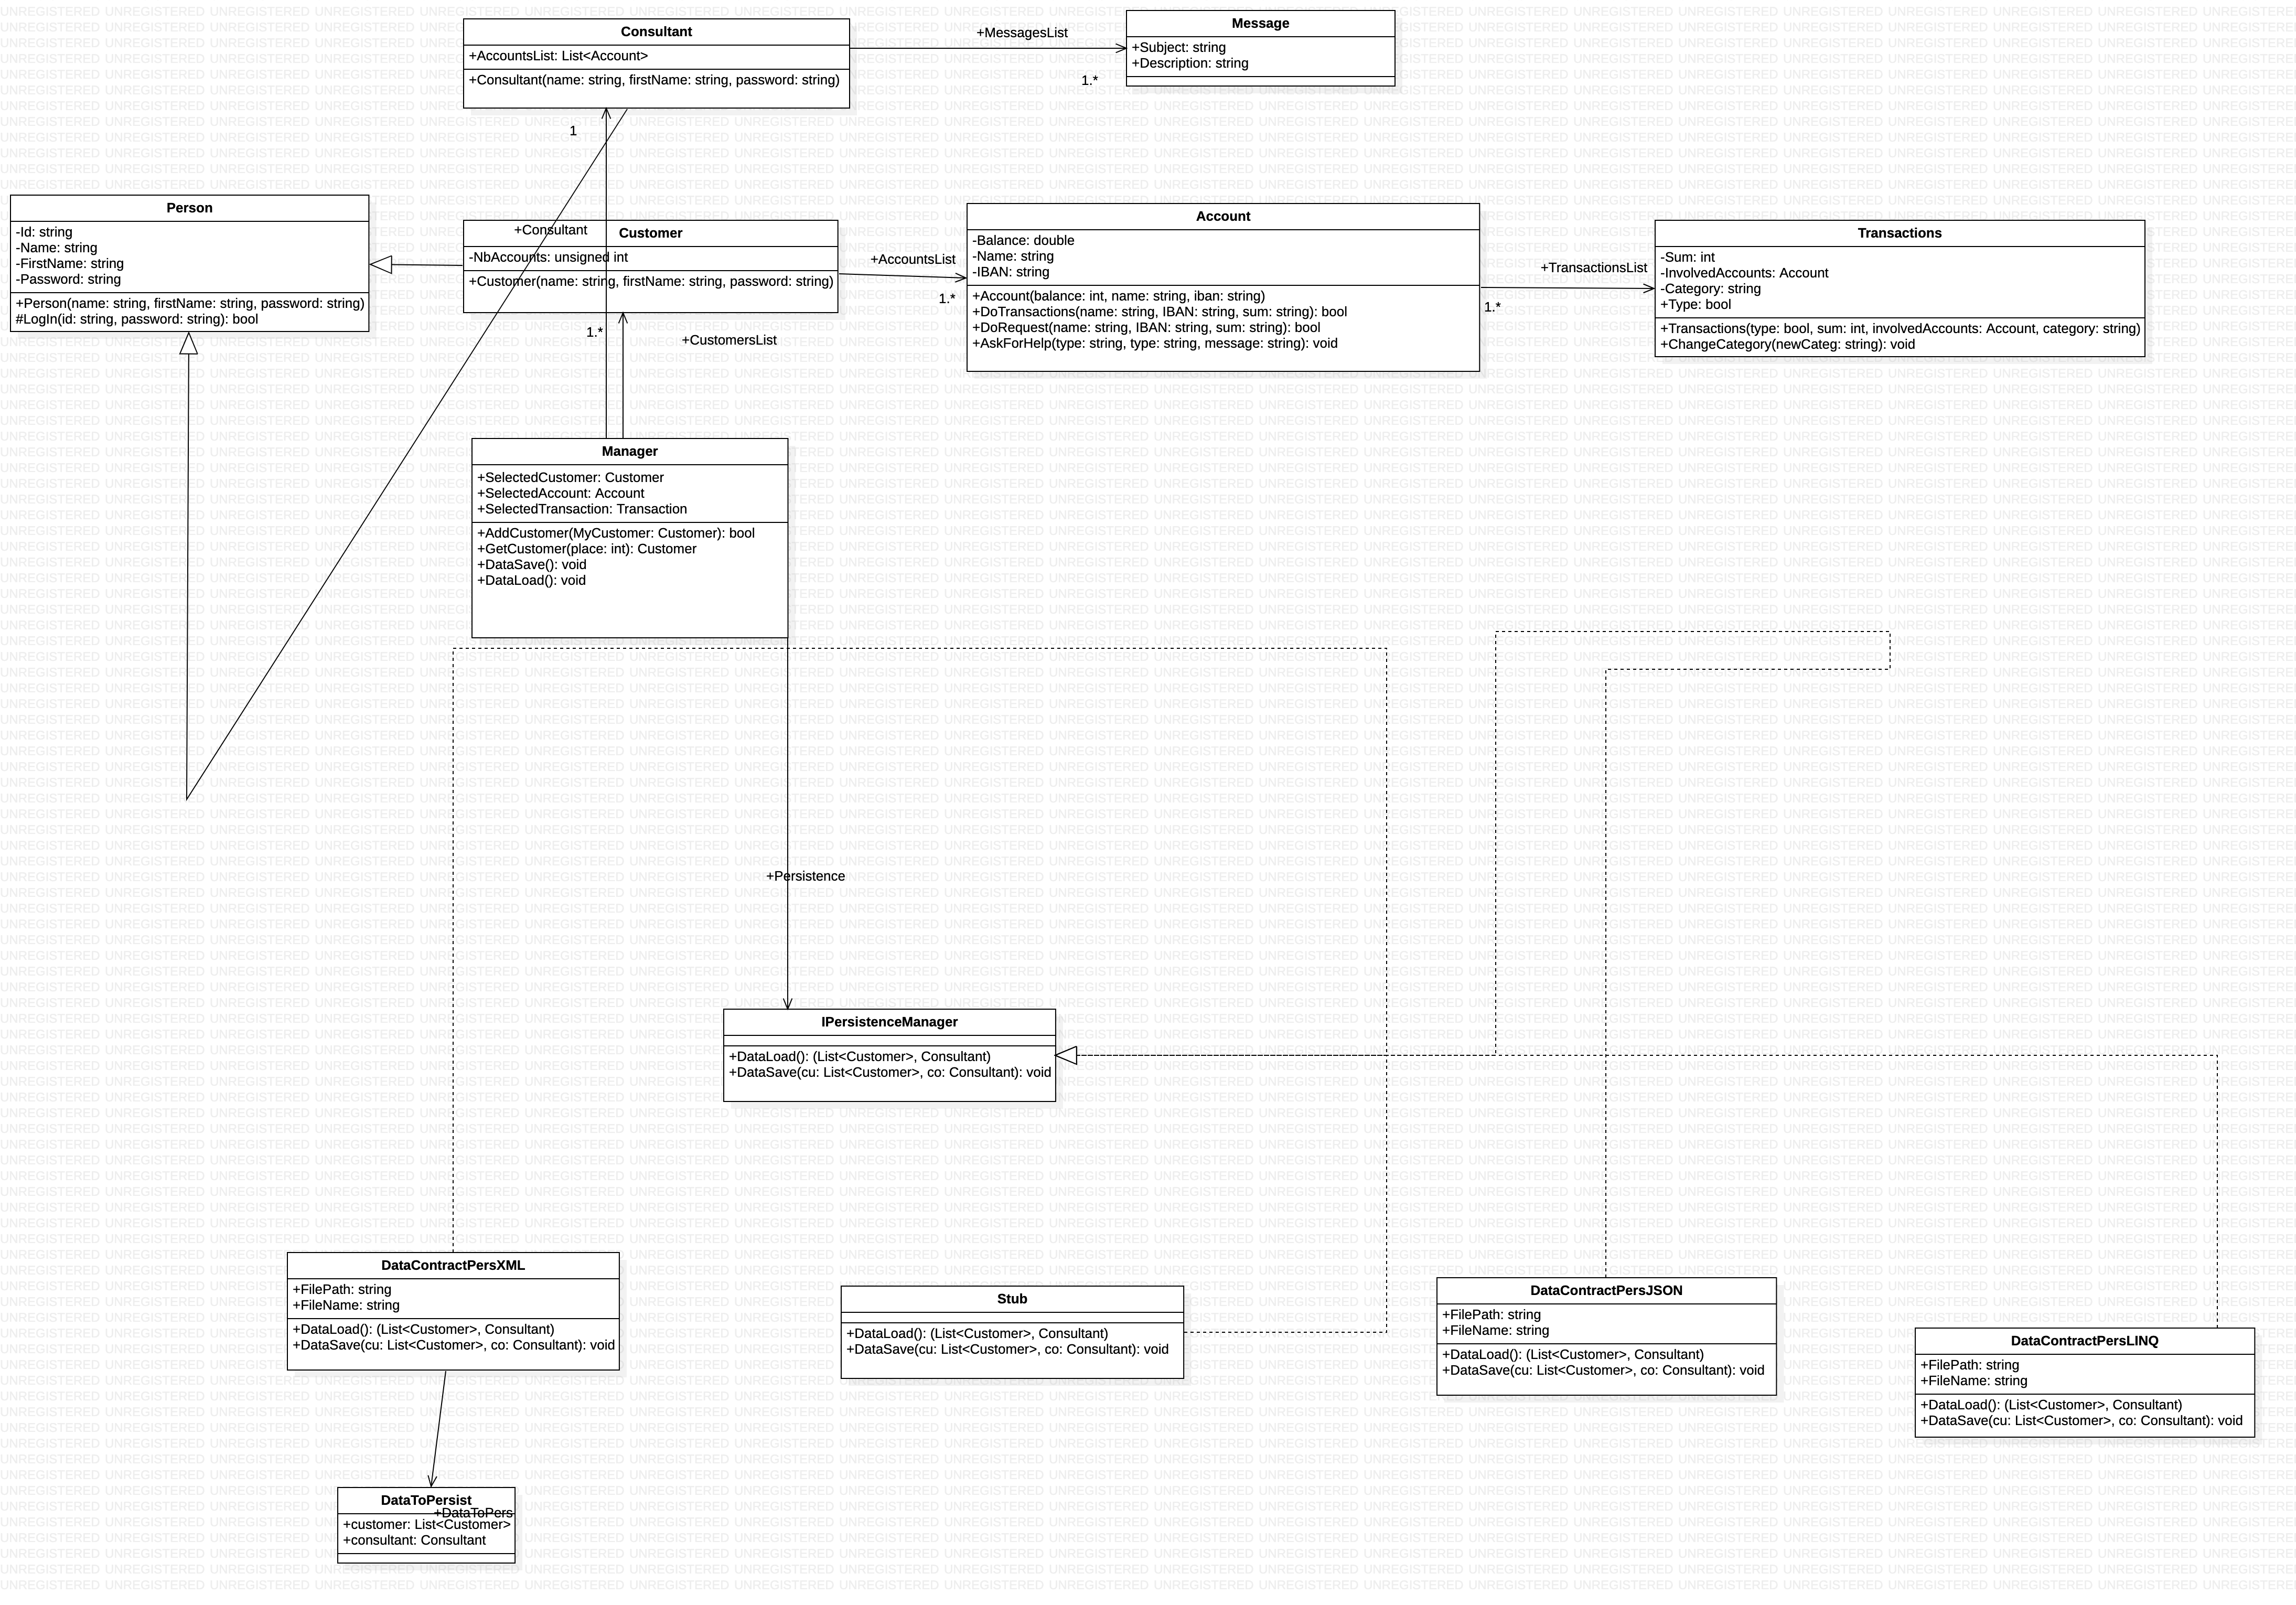 Consultant
+AccountsList: List<Account>
+Consultant(name: string, firstName: string, password: string)
+MessagesList
1.*
Message
+Subject: string
+Description: string
1
Person
-Id: string
-Name: string
-FirstName: string
-Password: string
+Person(name: string, firstName: string, password: string)
#LogIn(id: string, password: string): bool
+Consultant
Customer
-NbAccounts: unsigned int
+Customer(name: string, firstName: string, password: string)
+AccountsList
1.*
Account
-Balance: double
-Name: string
-IBAN: string
+Account(balance: int, name: string, iban: string)
+DoTransactions(name: string, IBAN: string, sum: string): bool
+DoRequest(name: string, IBAN: string, sum: string): bool
+AskForHelp(type: string, type: string, message: string): void
+TransactionsList
1.*
Transactions
-Sum: int
-InvolvedAccounts: Account
-Category: string
+Type: bool
+Transactions(type: bool, sum: int, involvedAccounts: Account, category: string)
+ChangeCategory(newCateg: string): void
1.*
+CustomersList
Manager
+SelectedCustomer: Customer
+SelectedAccount: Account
+SelectedTransaction: Transaction
+AddCustomer(MyCustomer: Customer): bool
+GetCustomer(place: int): Customer
+DataSave(): void
+DataLoad(): void
+Persistence
IPersistenceManager
+DataLoad(): (List<Customer>, Consultant)
+DataSave(cu: List<Customer>, co: Consultant): void
DataContractPersXML
+FilePath: string
+FileName: string
+DataLoad(): (List<Customer>, Consultant)
+DataSave(cu: List<Customer>, co: Consultant): void
Stub
+DataLoad(): (List<Customer>, Consultant)
+DataSave(cu: List<Customer>, co: Consultant): void
DataContractPersJSON
+FilePath: string
+FileName: string
+DataLoad(): (List<Customer>, Consultant)
+DataSave(cu: List<Customer>, co: Consultant): void
DataContractPersLINQ
+FilePath: string
+FileName: string
+DataLoad(): (List<Customer>, Consultant)
+DataSave(cu: List<Customer>, co: Consultant): void
DataToPersist
+DataToPers
+customer: List<Customer>
+consultant: Consultant
UNREGISTERED